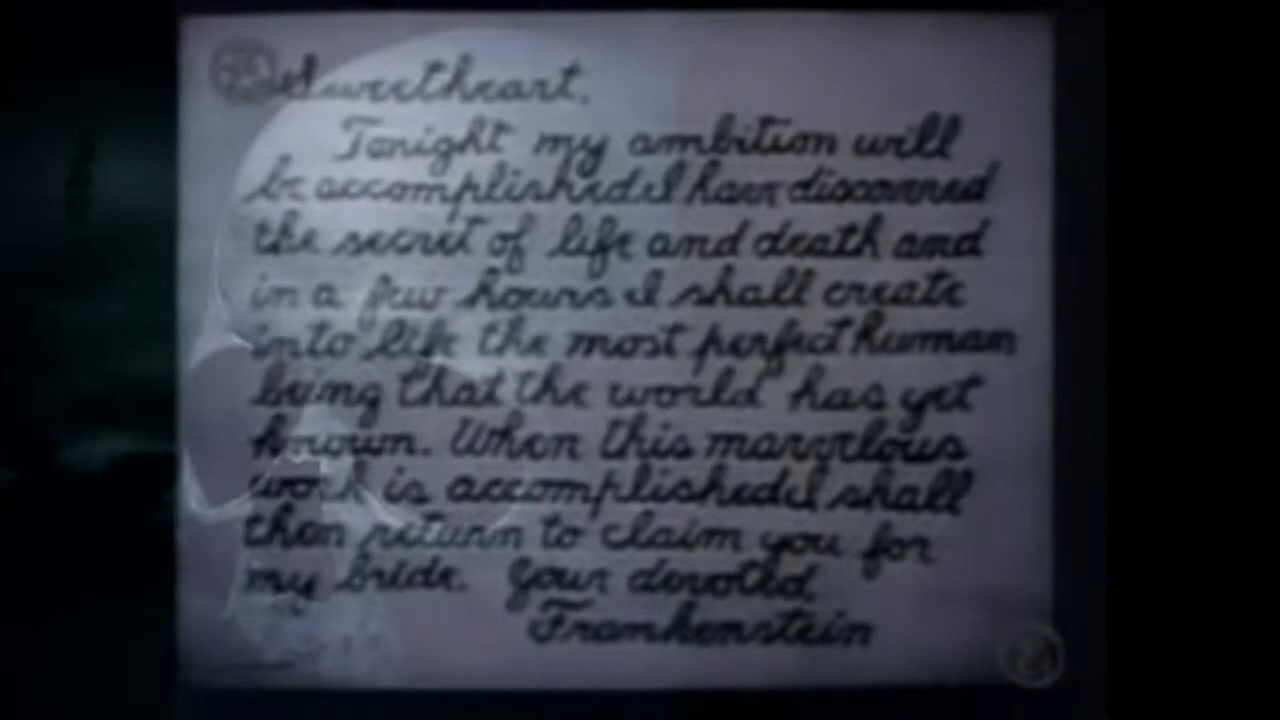 Sweetheart,
Tonight my ambition will
be accomplished I have discovered
the secret of life and death and
in a few hours I shall create
into life the most perfect human
being that the world has yet
known. When this marvelous
work is accomplished I shall
then return to claim you for
my bride. Your devoted
Frankenstein